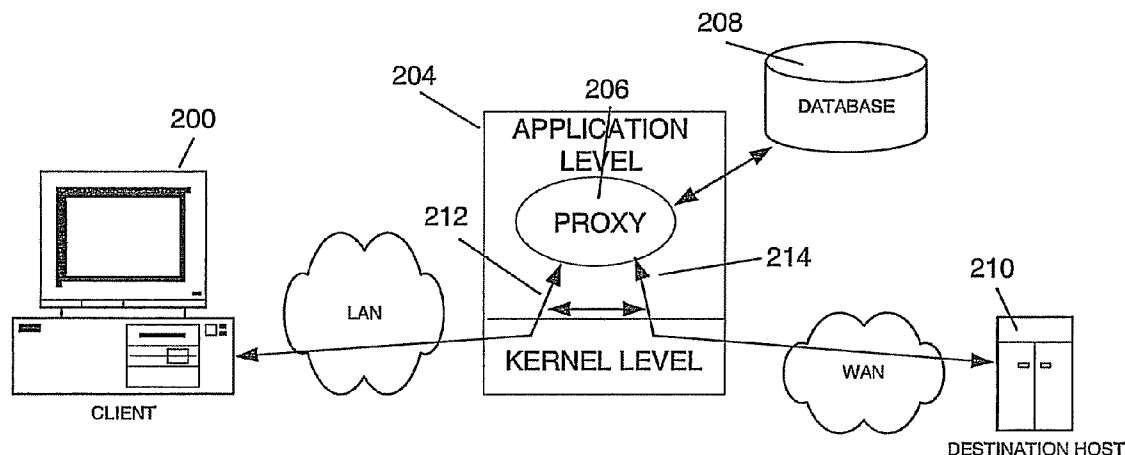 208
204
206
DATABASE
200
APPLICATION
LEVEL
212
PROXY
214
210
LAN
KERNEL LEVEL
WAN
CLIENT
DESTINATION HOST